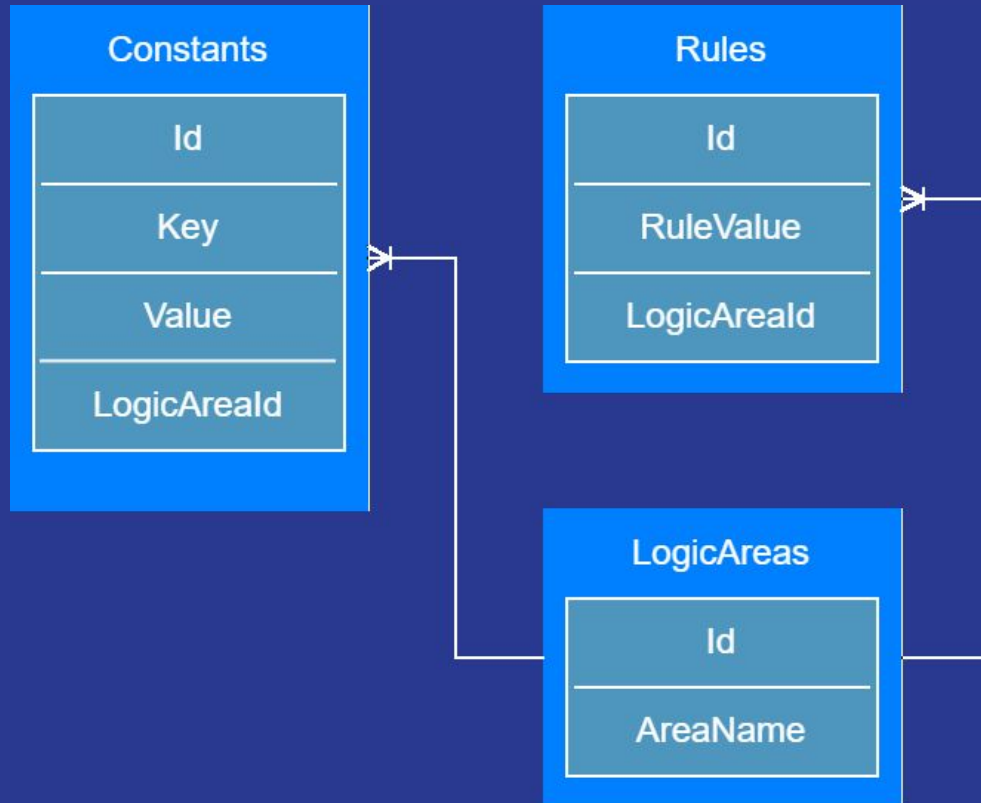 Constants
Id
Key
Value
LogicAreaId
Rules
Id
RuleValue
LogicAreaId
LogicAreas
Id
AreaName